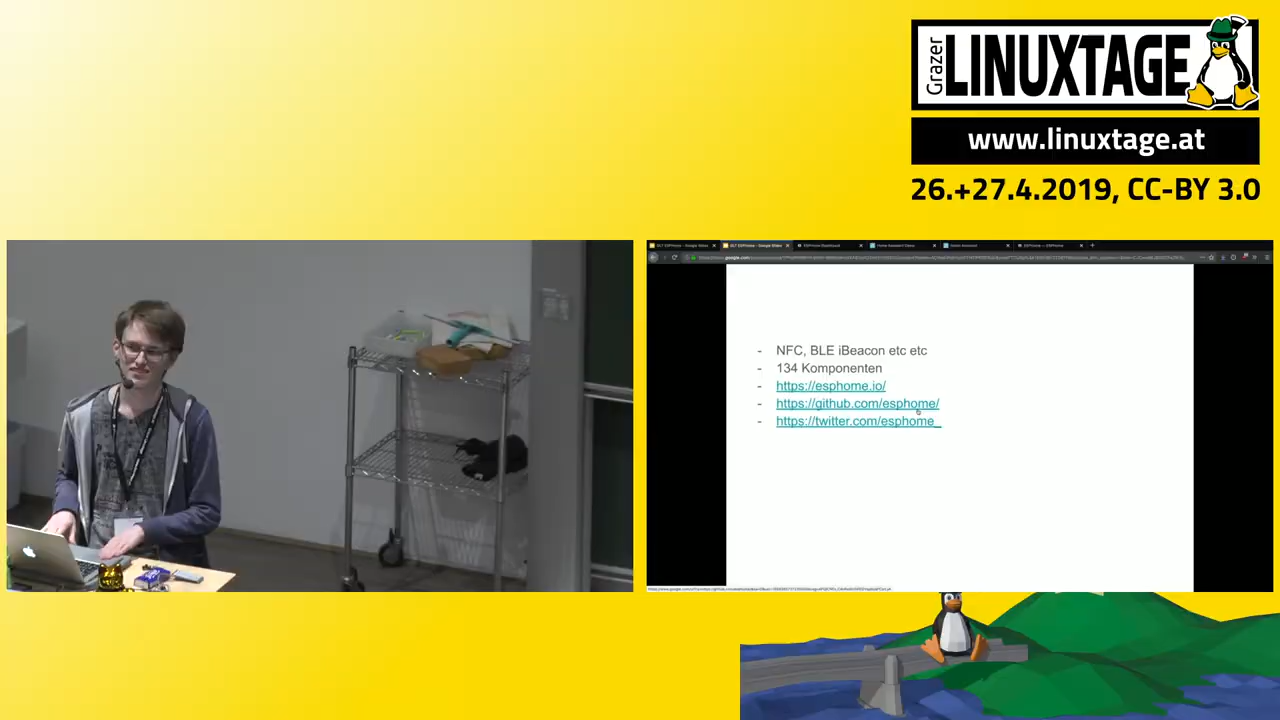 Grazer LINUXTAGE
www.linuxtage.at
26.+27.4.2019, CC-BY 3.0
- NFC, BLE iBeacon etc etc
- 134 Komponenten
- https://esphome.io/
- https://github.com/esphome/
- https://twitter.com/esphome_